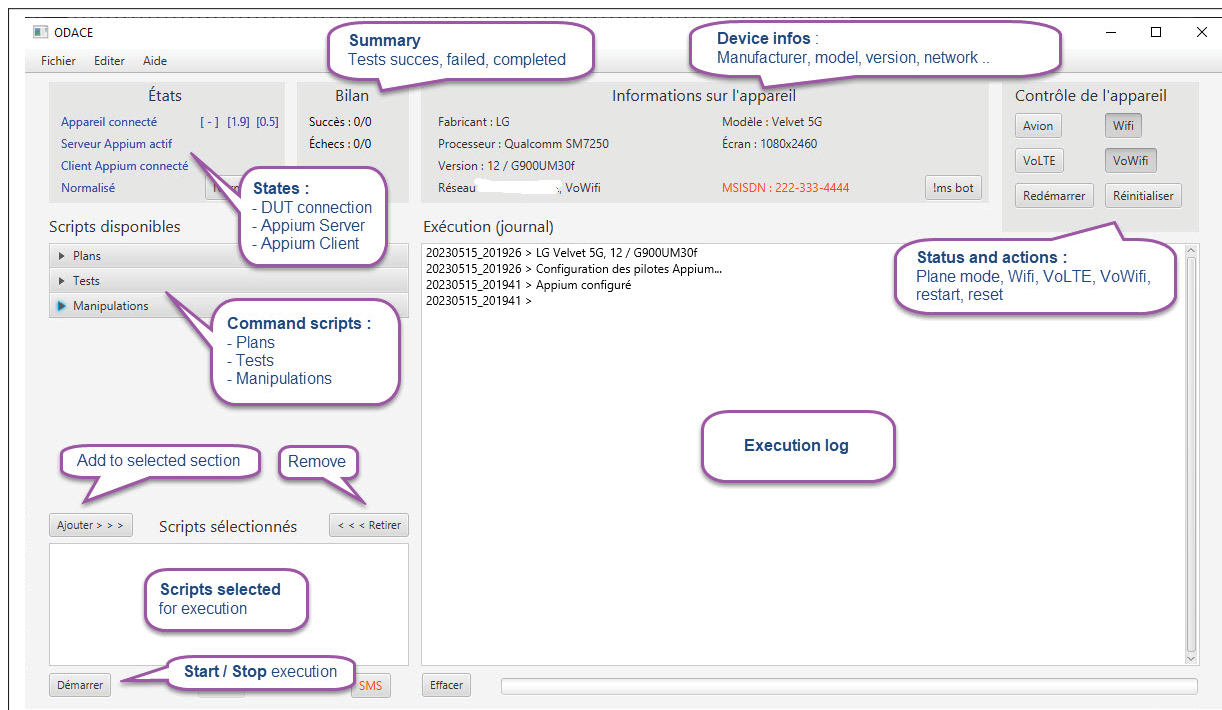 ODACE
Fichier Editer Aide
Summary
Tests succes, failed, completed
Device infos :
Manufacturer, model, version, network ..
États
Appareil connecté [ - ] [1.9] [0.5]
Serveur Appium actif
Client Appium connecté
Normalisé
States :
- DUT connection
- Appium Server
- Appium Client
Bilan
Succès : 0/0
Échecs : 0/0
Informations sur l'appareil
Fabricant : LG
Modèle : Velvet 5G
Processeur : Qualcomm SM7250
Écran : 1080x2460
Version : 12 / G900UM30f
Réseau , VoWifi
MSISDN : 222-333-4444
!ms bot
Contrôle de l'appareil
Avion Wifi
VoLTE VoWifi
Redémarrer Réinitialiser
Status and actions :
Plane mode, Wifi, VoLTE, VoWifi,
restart, reset
Scripts disponibles
Plans
Tests
Manipulations
Command scripts :
- Plans
- Tests
- Manipulations
Exécution (journal)
20230515_201926 > LG Velvet 5G, 12 / G900UM30f
20230515_201926 > Configuration des pilotes Appium...
20230515_201941 > Appium configuré
20230515_201941 >
Execution log
Add to selected section
Remove
Ajouter > > >
Scripts sélectionnés
< < < Retirer
Scripts selected
for execution
Start / Stop execution
Démarrer
SMS
Effacer